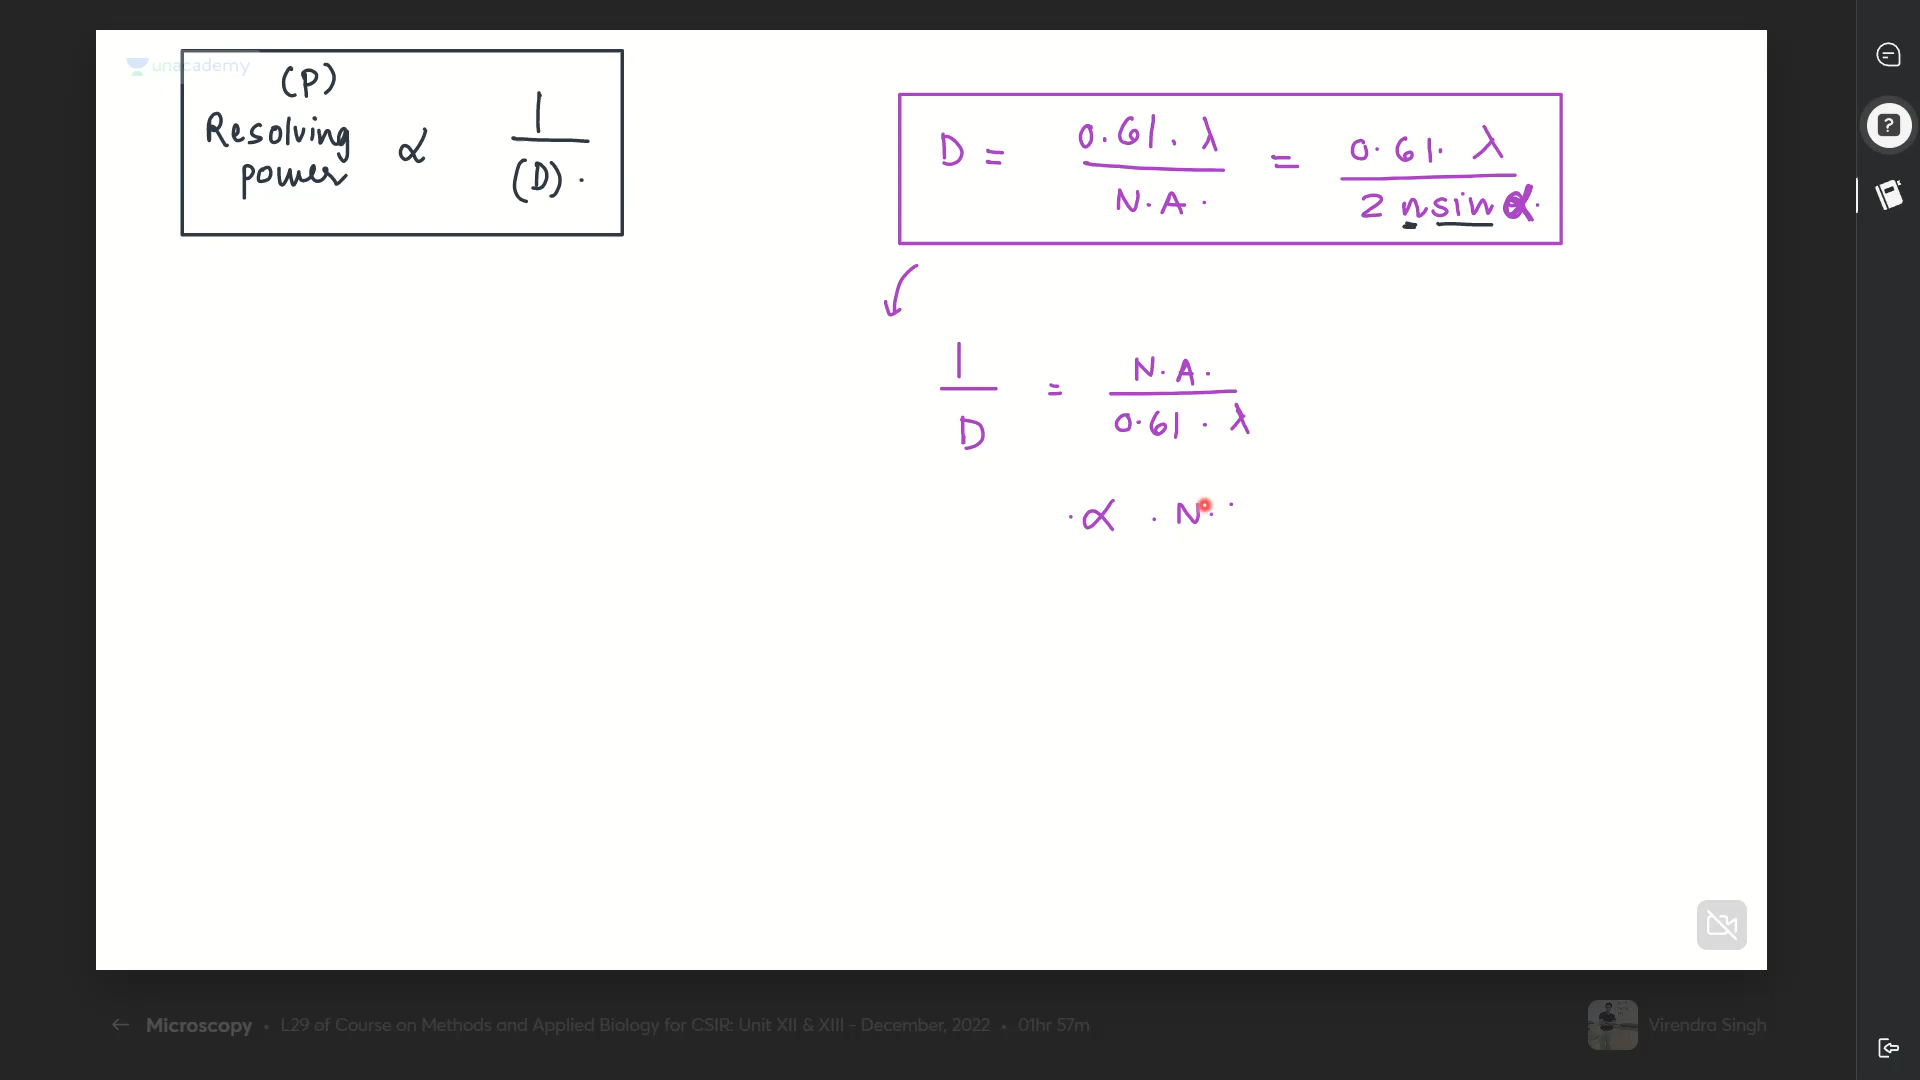 unacademy
(P)
Resolving power ∝ 1/(D).
D = 0.61. λ / N.A. = 0.61. λ / 2 n sin α.
1/D = N.A. / 0.61 . λ
. ∝ . N.
← Microscopy • L29 of Course on Methods and Applied Biology for CSIR: Unit XII & XIII - December, 2022 • 01hr 57m
Virendra Singh